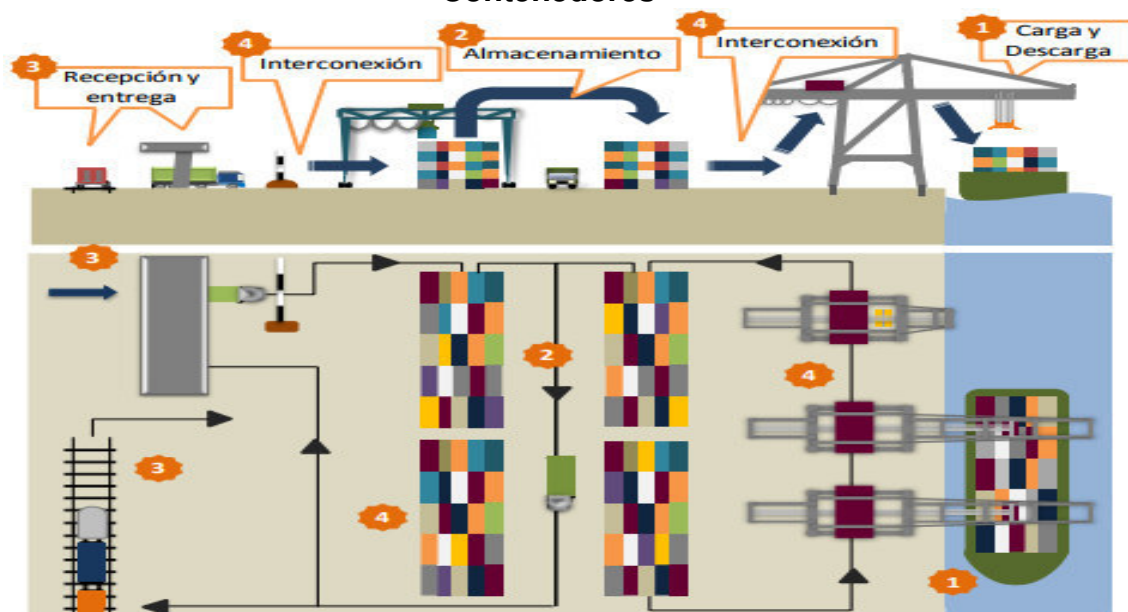 Contenedores
4
Interconexión
2
Almacenamiento
4
Interconexión
1
Carga y
Descarga
3
Recepción y
entrega
3
2
4
3
4
1